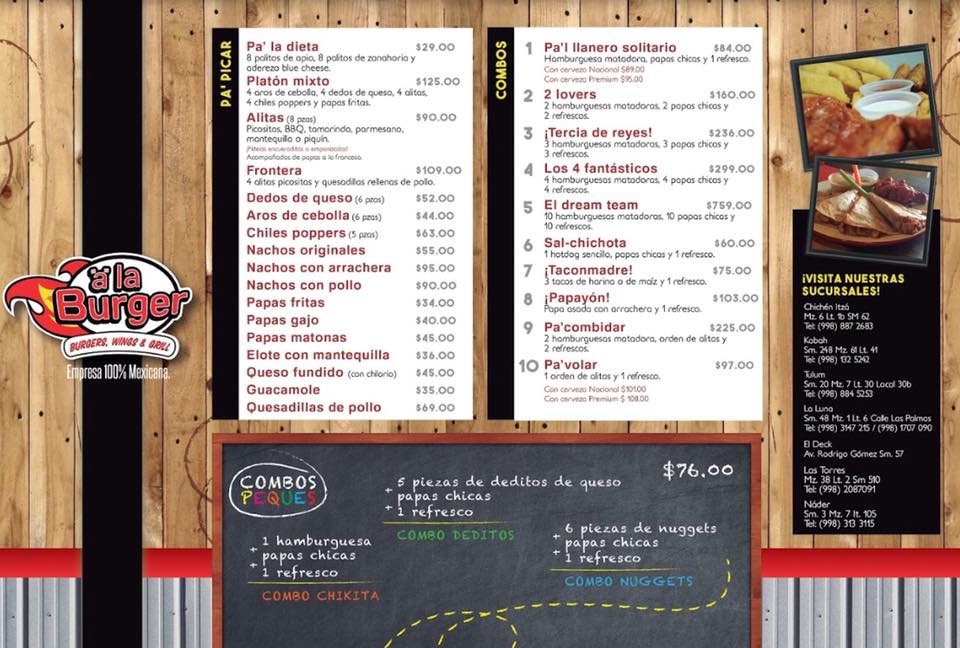 PA' PICAR
Pa' la dieta $29.00
8 palitos de apio, 8 palitos de zanahoria y
aderezo blue cheese.
Platón mixto $125.00
4 aros de cebolla, 4 dedos de queso, 4 alitas,
4 chiles poppers y papas fritas.
Alitas (8 pzas) $90.00
Picositas, BBQ, tamarindo, parmesano,
mantequilla o piquín.
¡Pídelas encueraditas o empanizadas!
Acompañadas de papas a la francesa.
Frontera $109.00
4 alitas picositas y quesadillas rellenas de pollo.
Dedos de queso (6 pzas) $52.00
Aros de cebolla (6 pzas) $44.00
Chiles poppers (5 pzas) $63.00
Nachos originales $55.00
Nachos con arrachera $95.00
Nachos con pollo $90.00
Papas fritas $34.00
Papas gajo $40.00
Papas matonas $45.00
Elote con mantequilla $36.00
Queso fundido (con chilorio) $45.00
Guacamole $35.00
Quesadillas de pollo $69.00
COMBOS
1 Pa'l llanero solitario $84.00
Hamburguesa matadora, papas chicas y 1 refresco.
Con cerveza Nacional $89.00
Con cerveza Premium $95.00
2 2 lovers $160.00
2 hamburguesas matadoras, 2 papas chicas y
2 refrescos.
3 ¡Tercia de reyes! $236.00
3 hamburguesas matadoras, 3 papas chicas y
3 refrescos.
4 Los 4 fantásticos $299.00
4 hamburguesas matadoras, 4 papas chicas y
4 refrescos.
5 El dream team $759.00
10 hamburguesas matadoras, 10 papas chicas y
10 refrescos.
6 Sal-chichota $60.00
1 hotdog sencillo, papas chicas y 1 refresco.
7 ¡Taconmadre! $75.00
3 tacos de harina o de maíz y 1 refresco.
8 ¡Papayón! $103.00
Papa asada con arrachera y 1 refresco.
9 Pa'combidar $225.00
2 hamburguesas matadora, orden de alitas y
2 refrescos.
10 Pa'volar $97.00
1 orden de alitas y 1 refresco.
Con cerveza Nacional $101.00
Con cerveza Premium $ 108.00
¡VISITA NUESTRAS
SUCURSALES!
Chichén Itzá
Mz. 6 Lt. 1b SM 62
Tel: (998) 887 2683
Kabah
Sm. 248 Mz. 61 Lt. 41
Tel: (998) 132 5242
Tulum
Sm. 20 Mz. 7 Lt. 30 Local 30b
Tel: (998) 884 5253
La Luna
Sm. 48 Mz. 1 Lt. 6 Calle Las Palmas
Tel: (998) 3147 215 / (998) 1707 090
El Deck
Av. Rodrigo Gómez Sm. 57
Las Torres
Mz. 38 Lt. 2 Sm 510
Tel: (998) 2087091
Náder
Sm. 3 Mz. 7 lt. 105
Tel: (998) 313 3115
a la
Burger
BURGERS, WINGS & GRILL
Empresa 100% Mexicana.
COMBOS
PEQUES
$76.00
5 piezas de deditos de queso
+ papas chicas
+ 1 refresco
COMBO DEDITOS
1 hamburguesa
+ papas chicas
+ 1 refresco
COMBO CHIKITA
6 piezas de nuggets
+ papas chicas
+ 1 refresco
COMBO NUGGETS